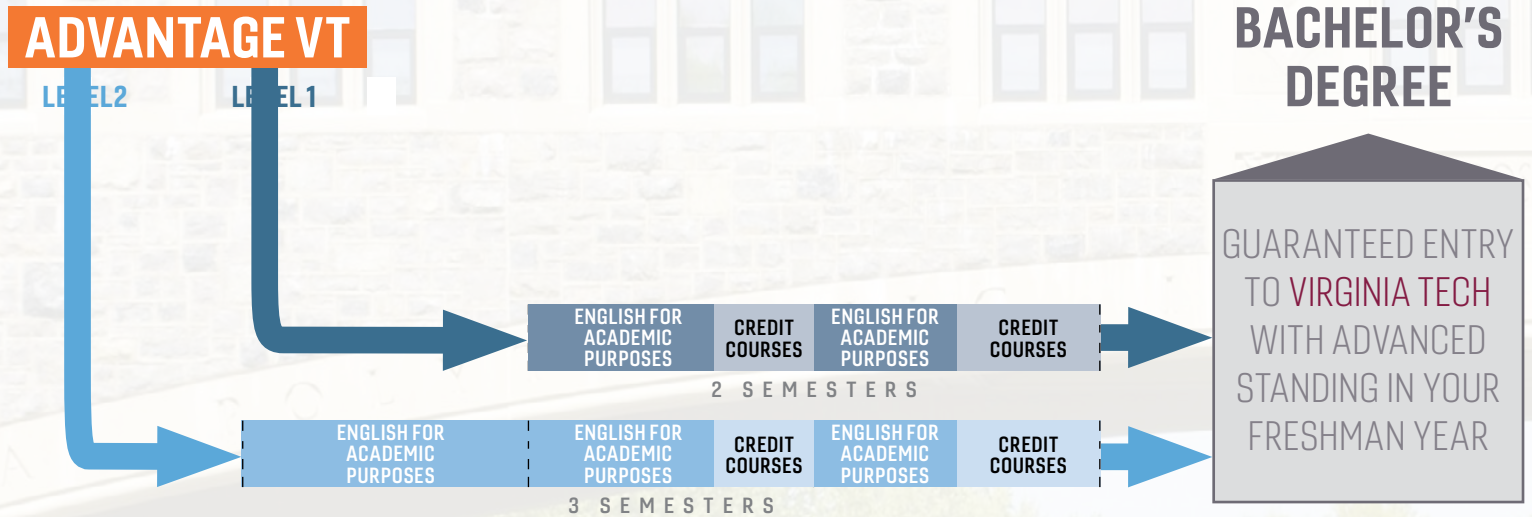 ADVANTAGE VT
LEVEL2
LEVEL 1
BACHELOR'S
DEGREE
GUARANTEED ENTRY
TO VIRGINIA TECH
WITH ADVANCED
STANDING IN YOUR
FRESHMAN YEAR
ENGLISH FOR
ACADEMIC
PURPOSES
CREDIT
COURSES
ENGLISH FOR
ACADEMIC
PURPOSES
CREDIT
COURSES
2 SEMESTERS
ENGLISH FOR
ACADEMIC
PURPOSES
ENGLISH FOR
ACADEMIC
PURPOSES
CREDIT
COURSES
ENGLISH FOR
ACADEMIC
PURPOSES
CREDIT
COURSES
3 SEMESTERS